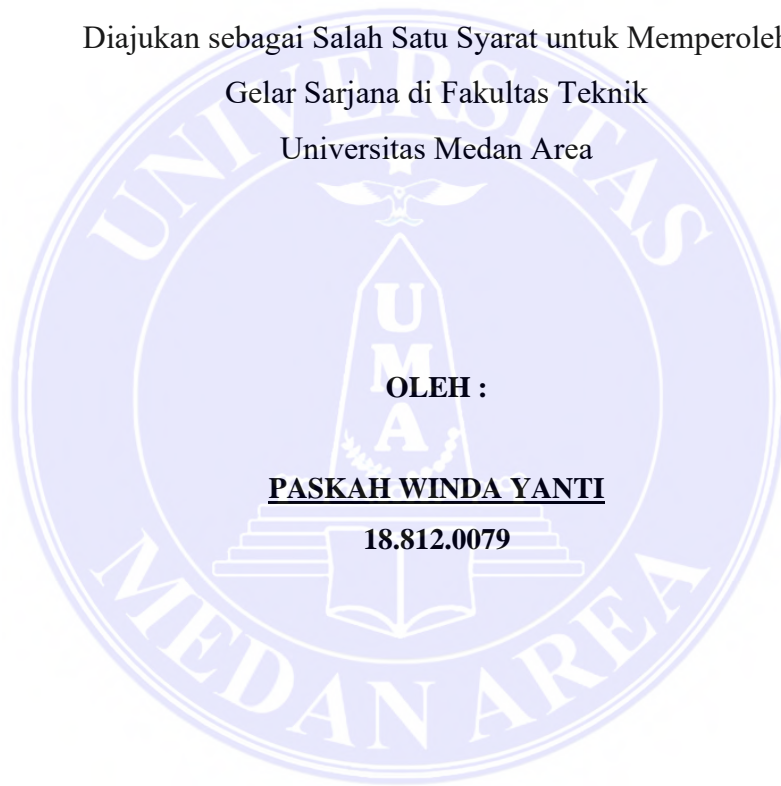 Diajukan sebagai Salah Satu Syarat untuk Memperoleh
Gelar Sarjana di Fakultas Teknik
Universitas Medan Area
UNIVERSITAS
UMA
OLEH :
PASKAH WINDA YANTI
18.812.0079
MEDAN AREA